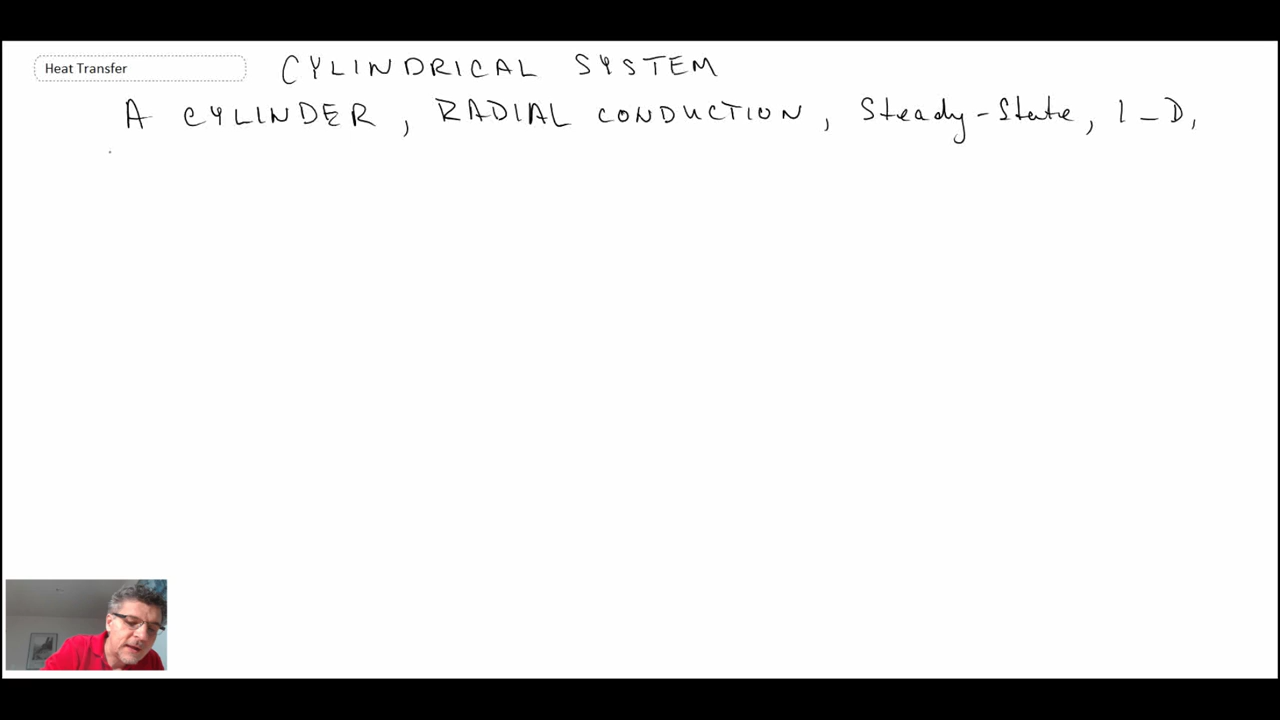 Heat Transfer
CYLINDRICAL SYSTEM
A CYLINDER, RADIAL CONDUCTION, Steady-State, 1-D,